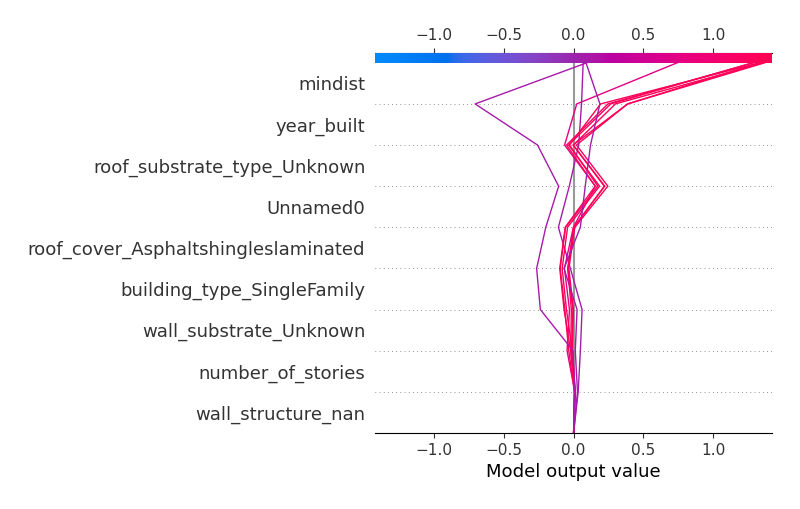 −1.0 −0.5 0.0 0.5 1.0
mindist
year_built
roof_substrate_type_Unknown
Unnamed0
roof_cover_Asphaltshingleslaminated
building_type_SingleFamily
wall_substrate_Unknown
number_of_stories
wall_structure_nan
−1.0 −0.5 0.0 0.5 1.0
Model output value